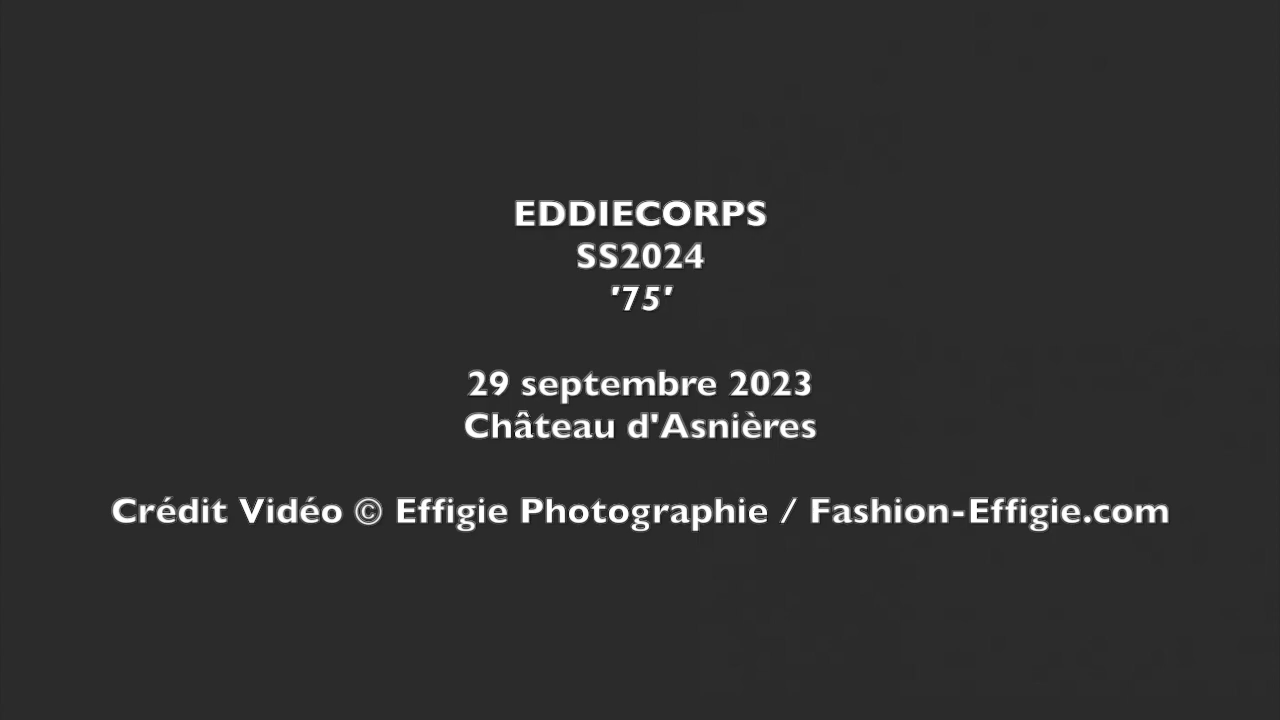 EDDIECORPS
SS2024
'75'
29 septembre 2023
Château d'Asnières
Crédit Vidéo © Effigie Photographie / Fashion-Effigie.com